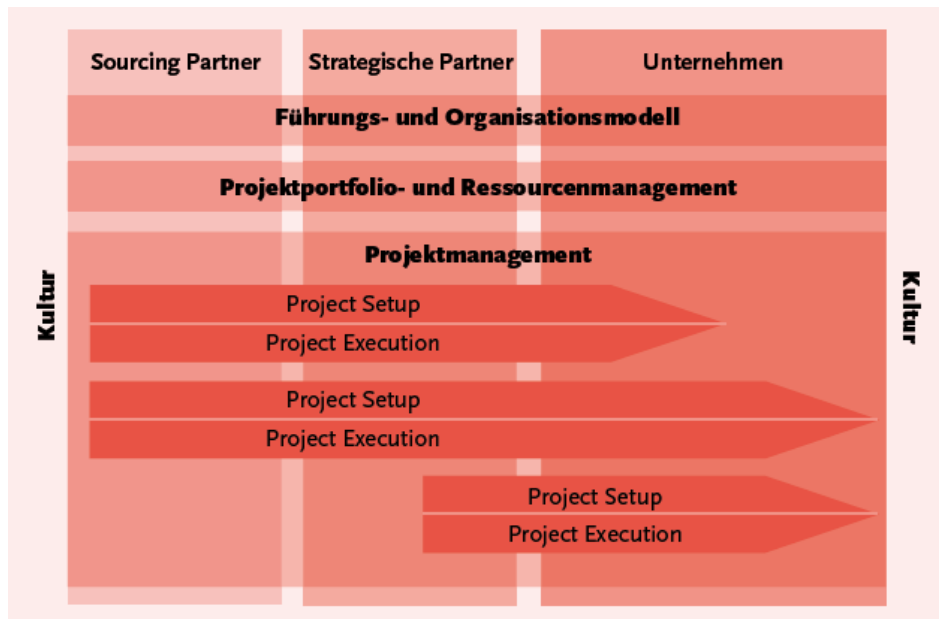 Sourcing Partner
Strategische Partner
Unternehmen
Führungs- und Organisationsmodell
Projektportfolio- und Ressourcenmanagement
Projektmanagement
Kultur
Kultur
Project Setup
Project Execution
Project Setup
Project Execution
Project Setup
Project Execution